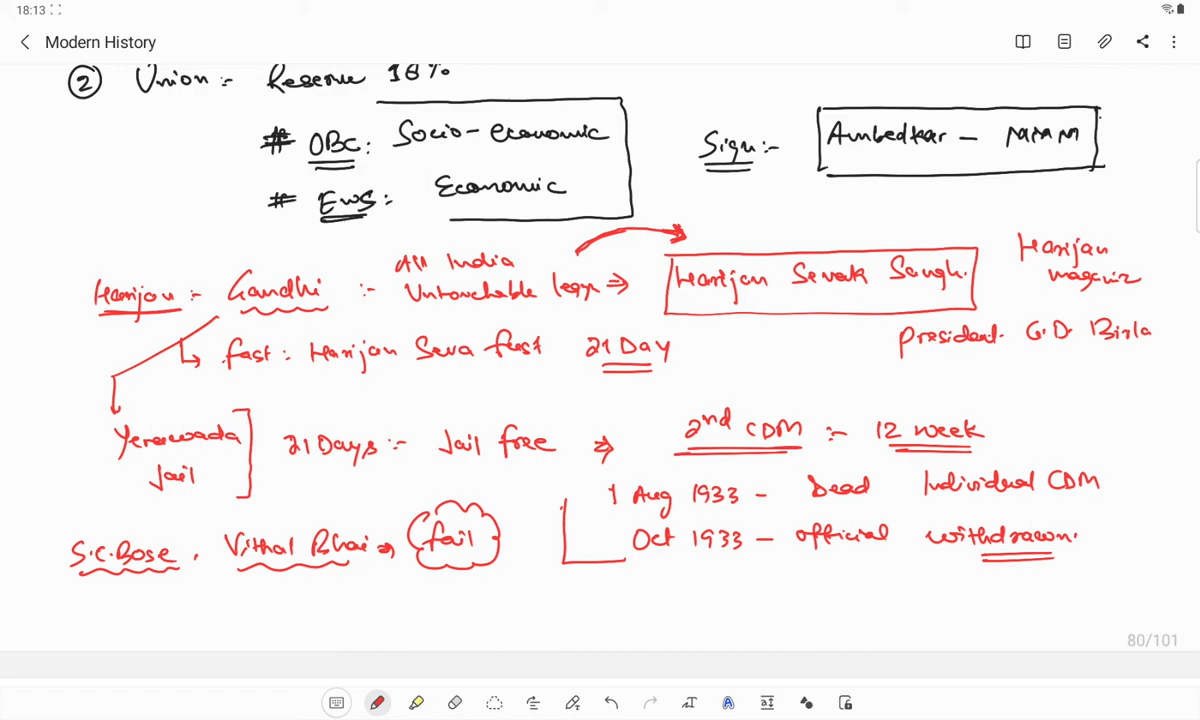 18:13
Modern History
② Union :- Reserve 18%
# OBC : Socio-economic
# EWS : Economic
Sign :- Ambedkar - MMM
Harijan :- Gandhi :- All India Untouchable ⇒ Harijan Sevak Sangh.
Harijan
President. G.D. Birla
↳ fast : Harijan Seva fast 21 Day
Yerawada Jail
21 Days :- Jail free ⇒ 2nd CDM :- 12 week
1 Aug 1933 - Dead Individual CDM
Oct 1933 - official withdrawn.
S.C.Bose , Vithal Bhai ⇒ fail
80/101